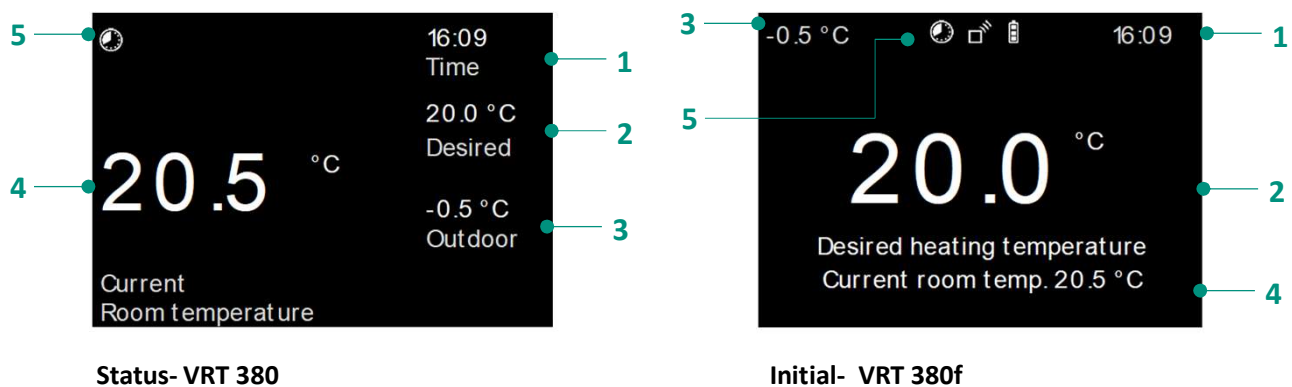 5
16:09
Time
1
20.0 °C
Desired
2
20.5 °C
4
-0.5 °C
Outdoor
3
Current
Room temperature
Status- VRT 380
3
-0.5 °C
16:09
1
5
20.0 °C
2
Desired heating temperature
Current room temp. 20.5 °C
4
Initial- VRT 380f